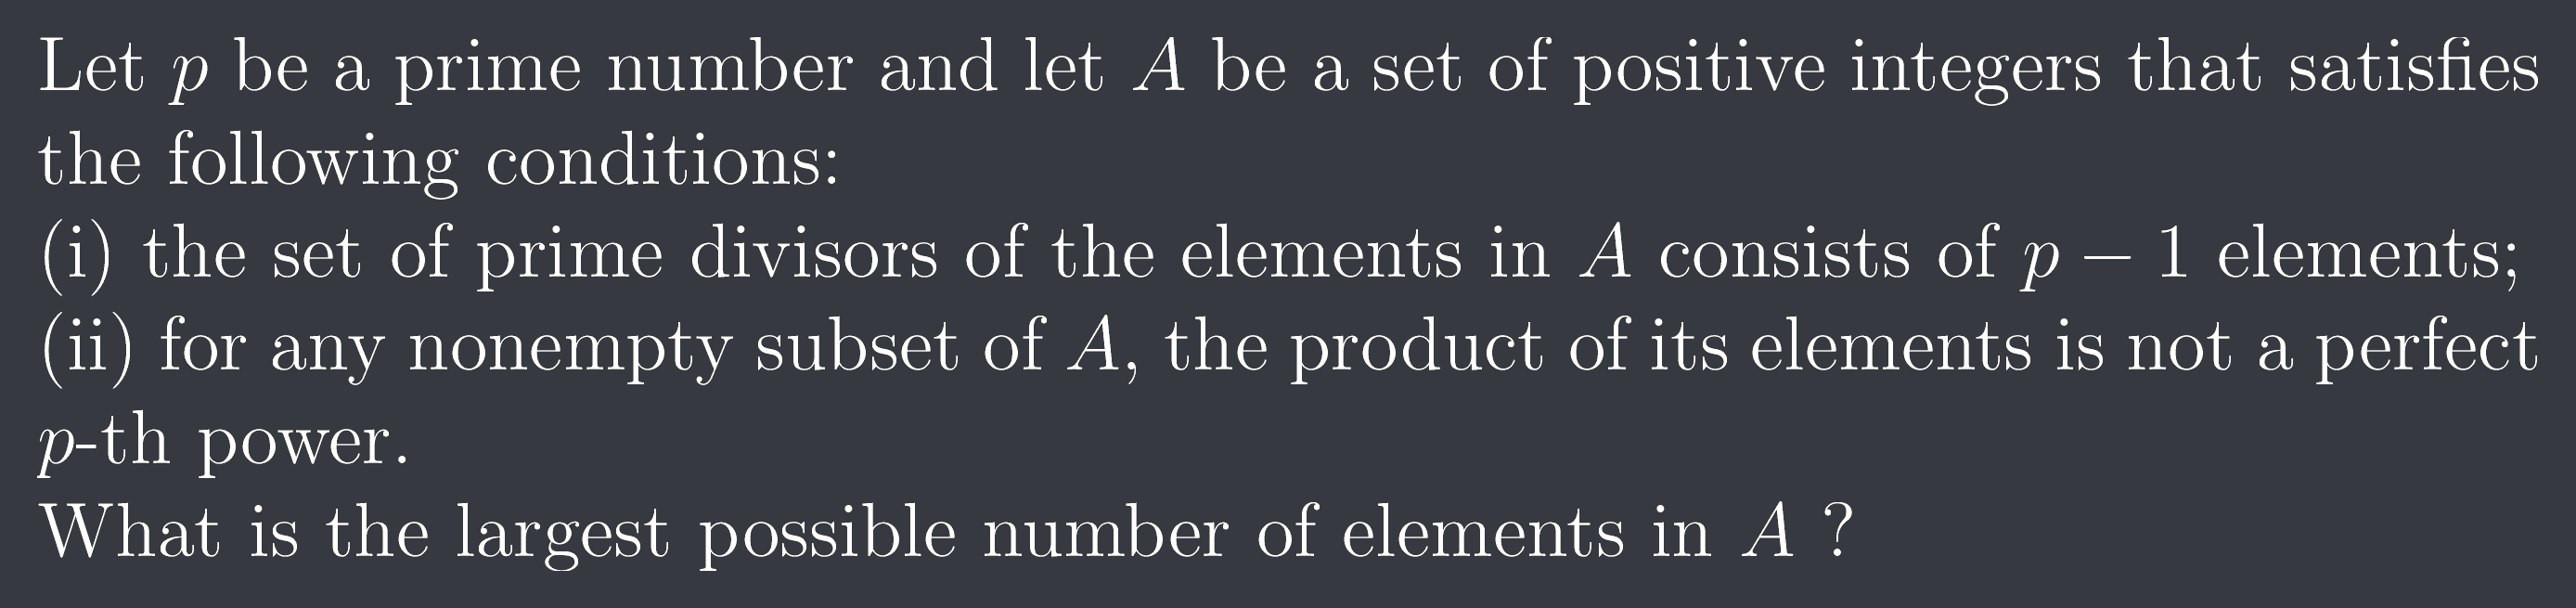 Let p be a prime number and let A be a set of positive integers that satisfies
the following conditions:
(i) the set of prime divisors of the elements in A consists of p − 1 elements;
(ii) for any nonempty subset of A, the product of its elements is not a perfect
p-th power.
What is the largest possible number of elements in A ?